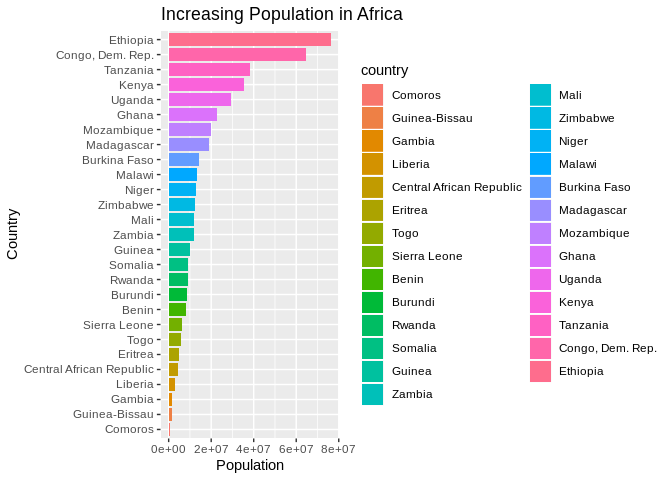 Increasing Population in Africa
Country
Ethiopia
Congo, Dem. Rep.
Tanzania
Kenya
Uganda
Ghana
Mozambique
Madagascar
Burkina Faso
Malawi
Niger
Zimbabwe
Mali
Zambia
Guinea
Somalia
Rwanda
Burundi
Benin
Sierra Leone
Togo
Eritrea
Central African Republic
Liberia
Gambia
Guinea-Bissau
Comoros
0e+00 2e+07 4e+07 6e+07 8e+07
Population
country
Comoros
Guinea-Bissau
Gambia
Liberia
Central African Republic
Eritrea
Togo
Sierra Leone
Benin
Burundi
Rwanda
Somalia
Guinea
Zambia
Mali
Zimbabwe
Niger
Malawi
Burkina Faso
Madagascar
Mozambique
Ghana
Uganda
Kenya
Tanzania
Congo, Dem. Rep.
Ethiopia